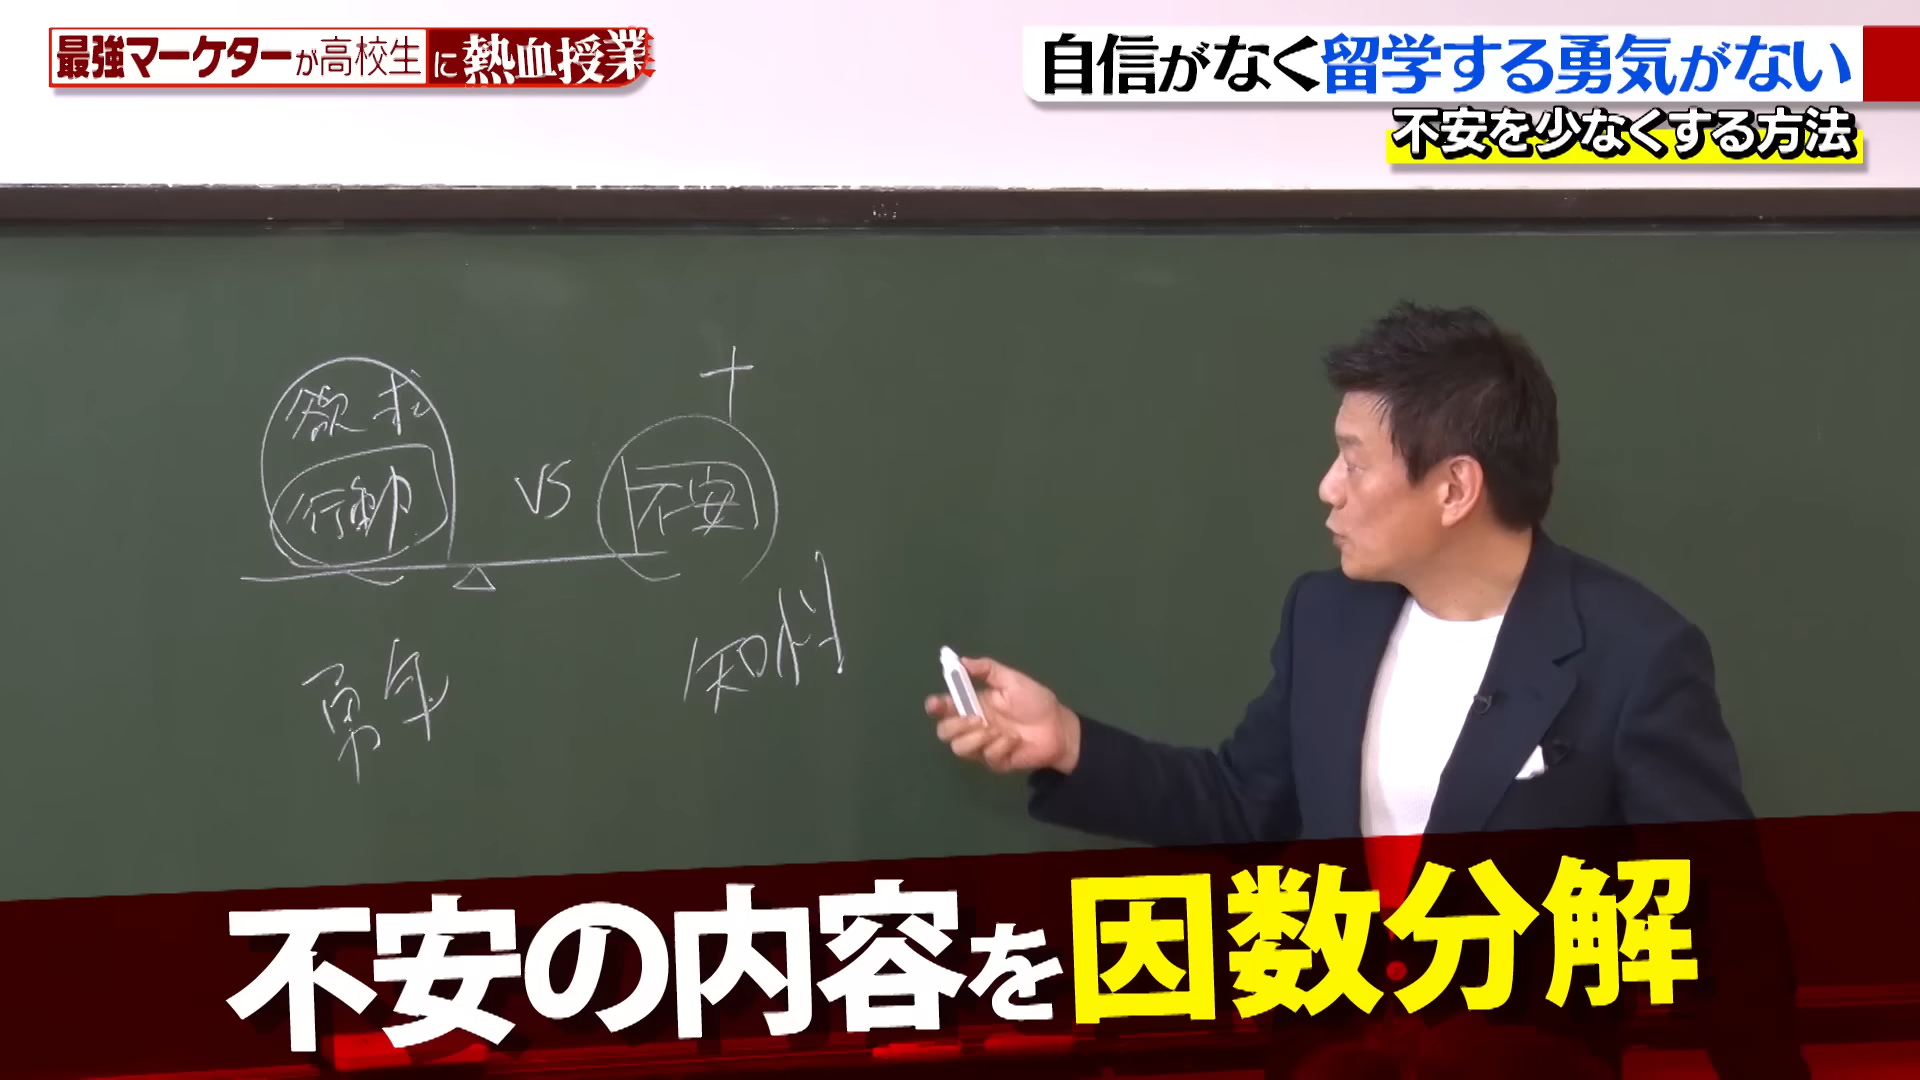 最強マーケターが高校生に熱血授業
自信がなく留学する勇気がない
不安を少なくする方法
欲求
行動
vs
不安
勇気
知性
不安の内容を因数分解